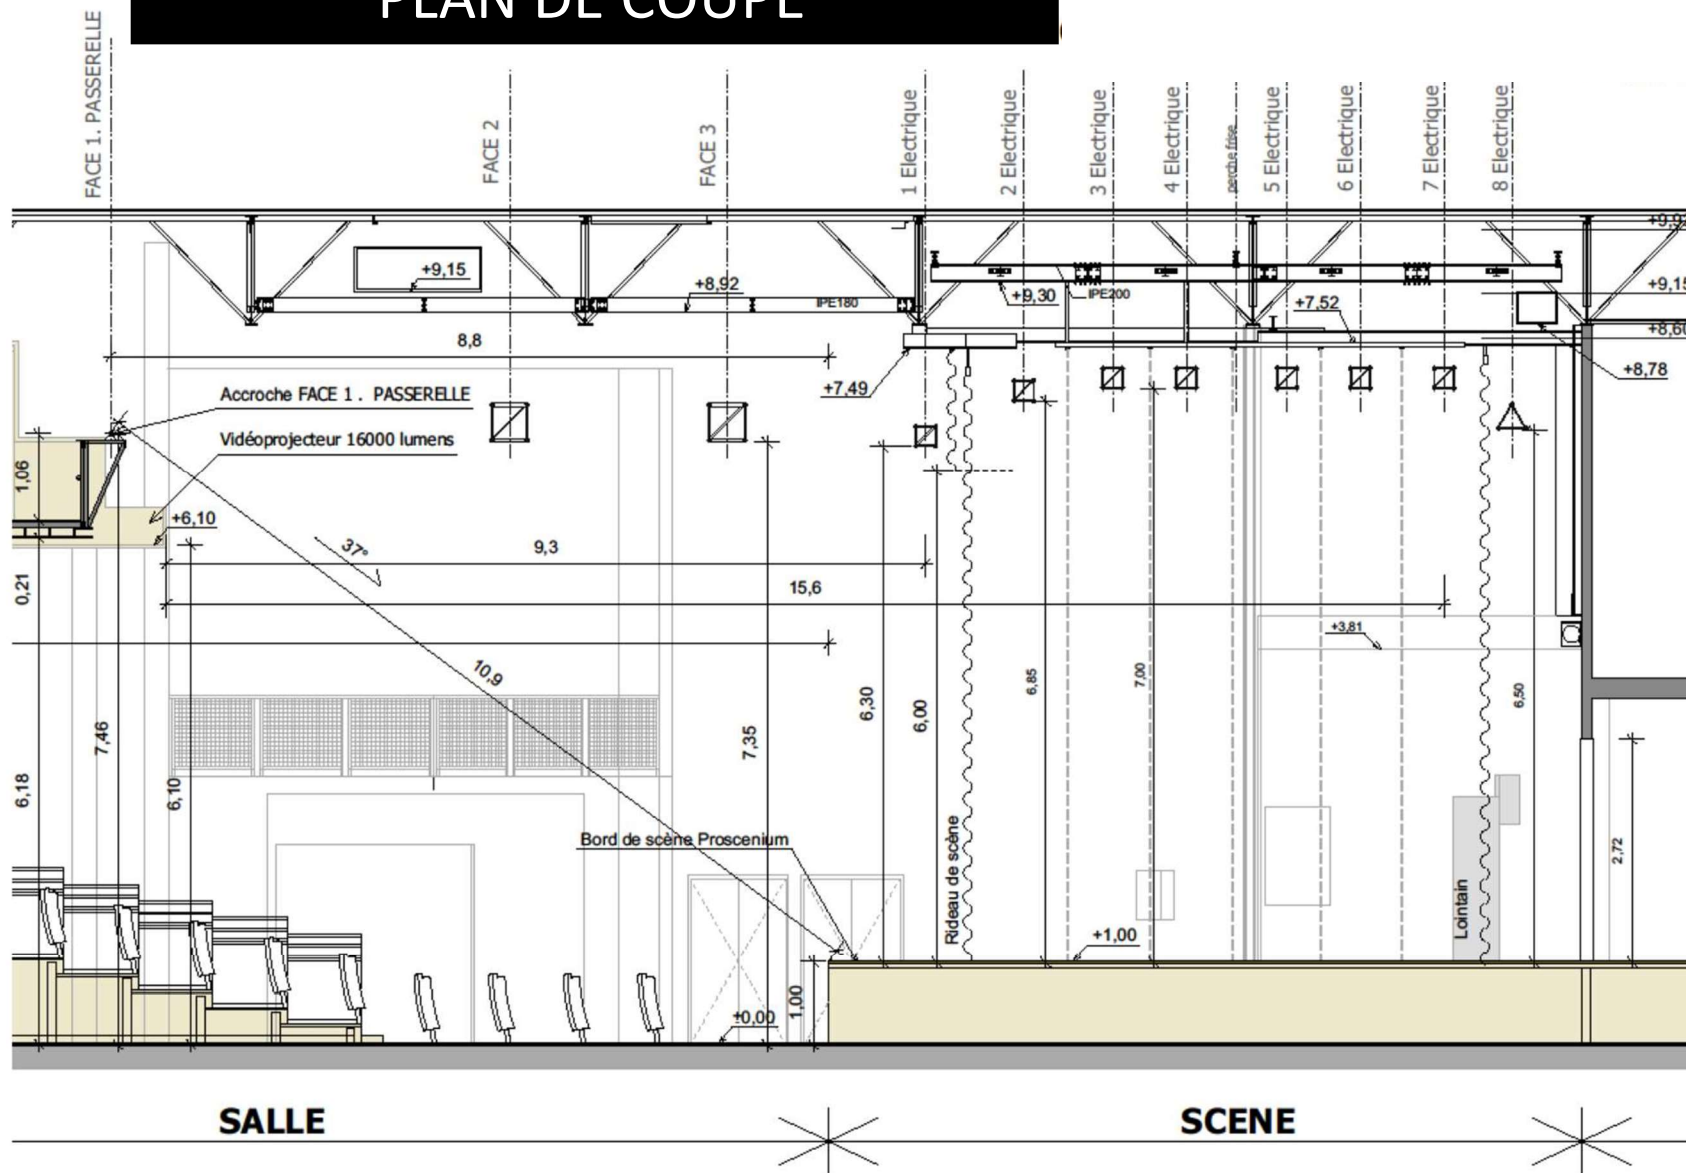 PLAN DE COUPE
FACE 1. PASSERELLE
FACE 2
FACE 3
1 Electrique
2 Electrique
3 Electrique
4 Electrique
perche frise
5 Electrique
6 Electrique
7 Electrique
8 Electrique
+9,15
+8,92
IPE180
+9,30
IPE200
+7,52
+9,15
+8,60
8,8
+7,49
+8,78
Accroche FACE 1 . PASSERELLE
Vidéoprojecteur 16000 lumens
1,06
+6,10
37°
9,3
0,21
15,6
+3,81
10,9
6,85
7,00
6,50
6,30
6,00
7,46
7,35
6,18
6,10
Bord de scène Proscenium
2,72
Rideau de scène
Lointain
+1,00
1,00
+0,00
SALLE
SCENE